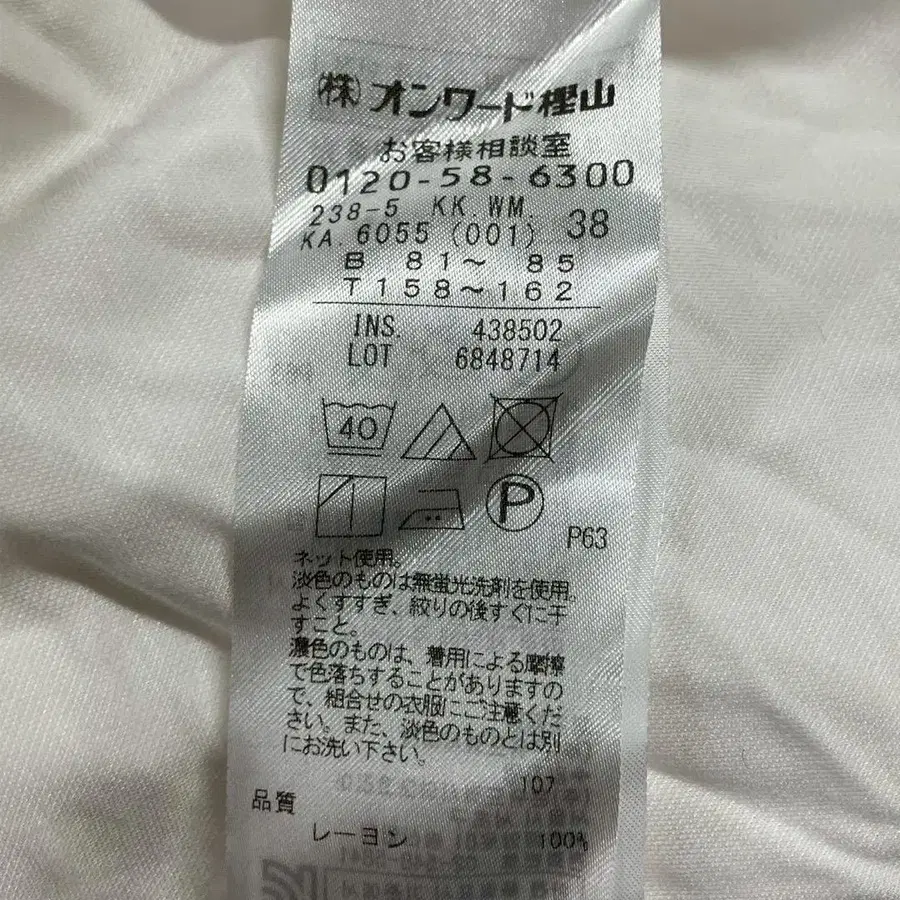 ㈱オンワード樫山
お客様相談室
0120-58-6300
238-5 KK.WM.
KA.6055(001) 38
B 81～ 85
T158～162
INS. 438502
LOT 6848714
40
P
P63
ネット使用。
淡色のものは無蛍光洗剤を使用。
よくすすぎ、絞りの後すぐに干
すこと。
濃色のものは、着用による摩擦
で色落ちすることがありますの
で、組合せの衣服にご注意くだ
さい。また、淡色のものとは別
にお洗い下さい。
107
品質
レーヨン 100%